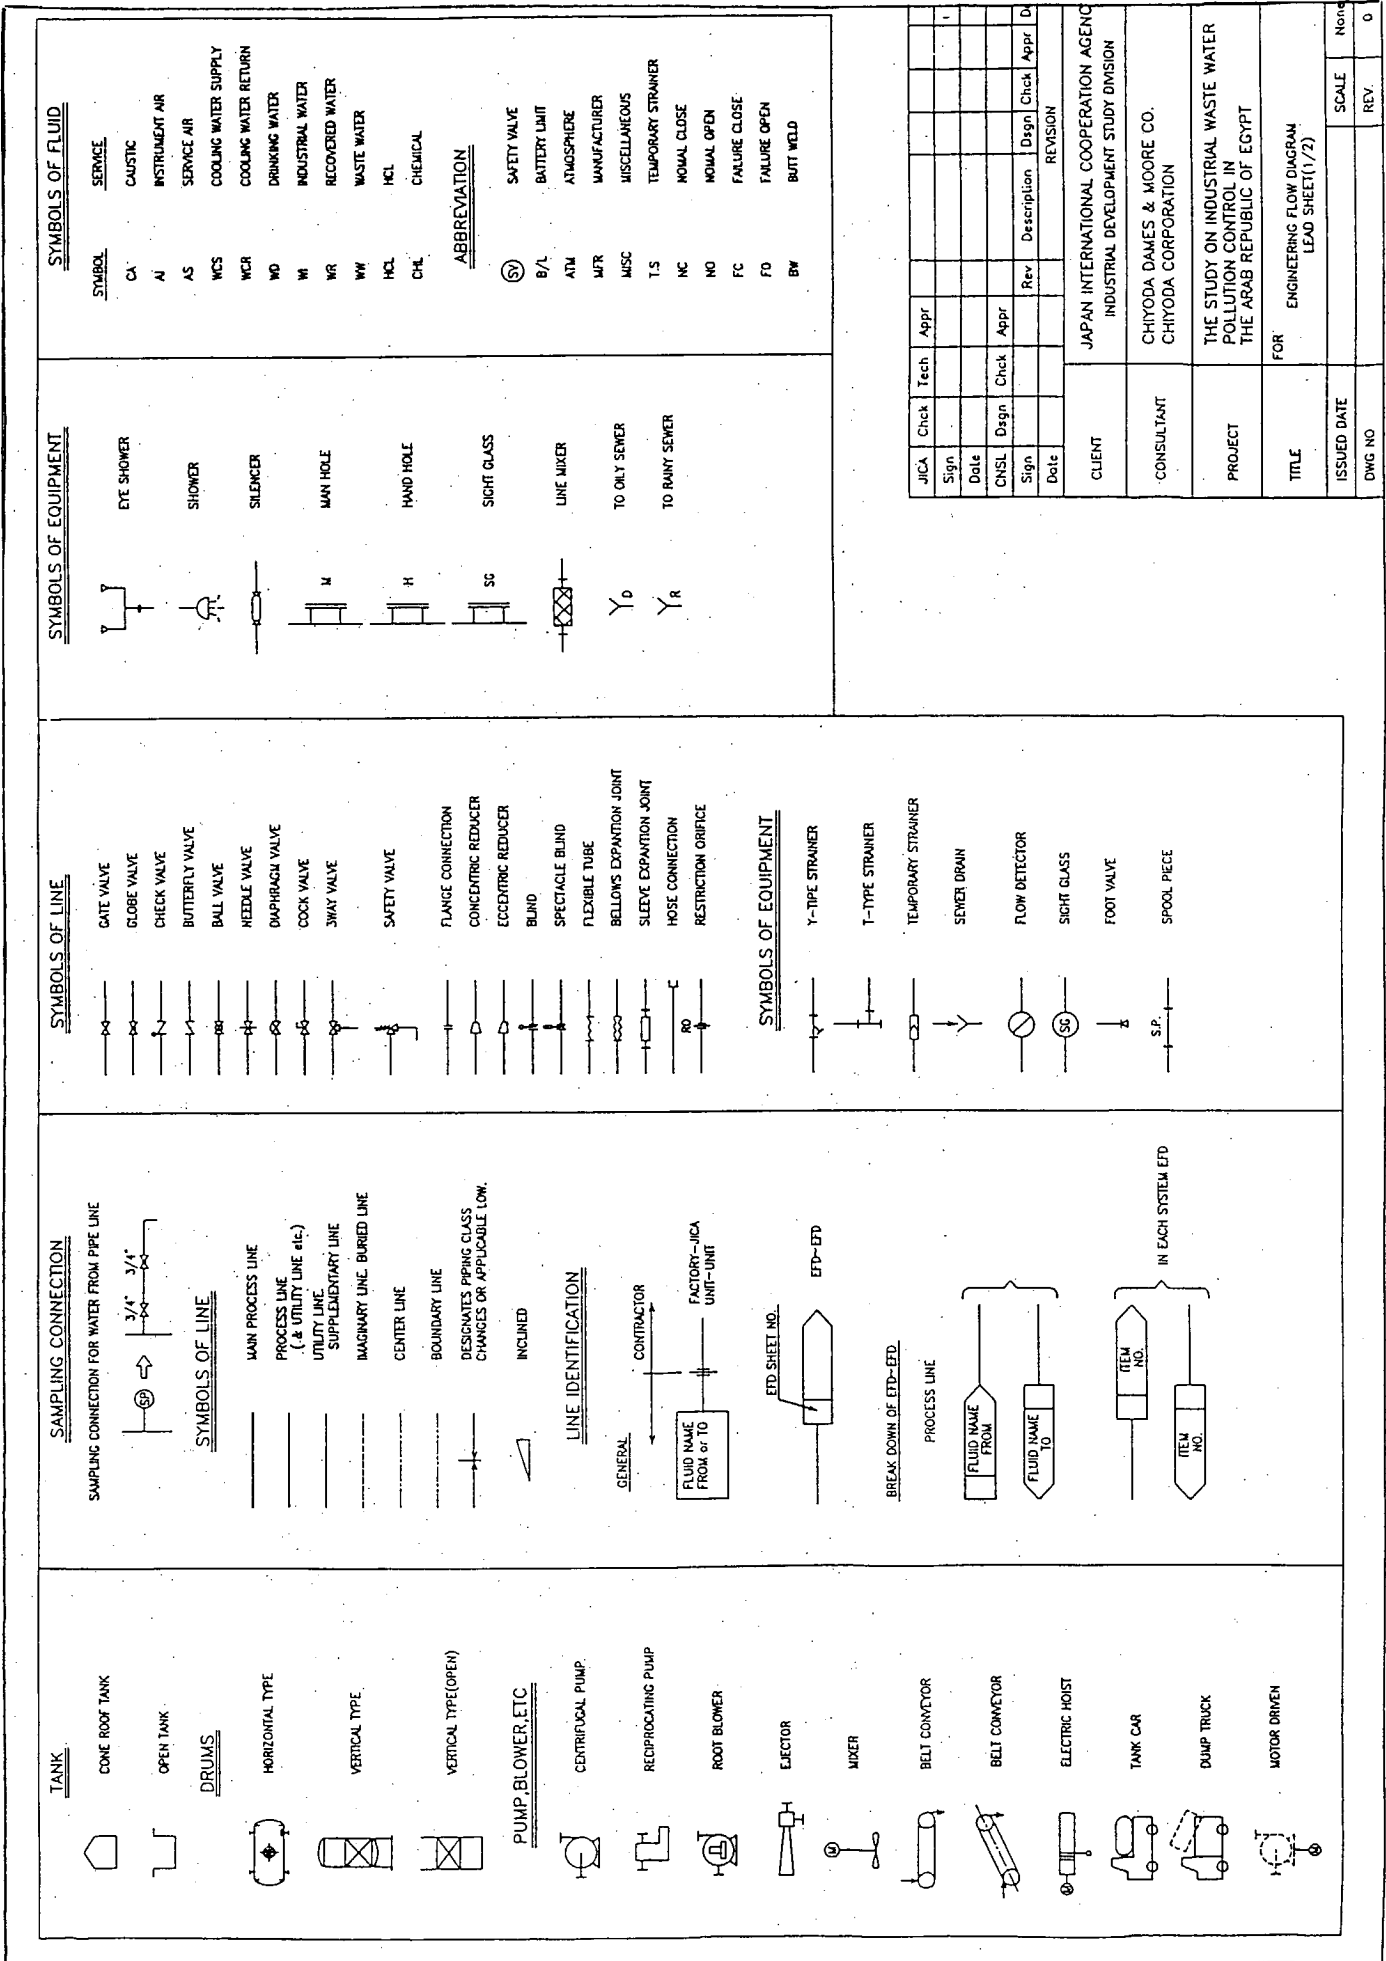 TANK
CONE ROOF TANK
OPEN TANK
DRUMS
HORIZONTAL TYPE
VERTICAL TYPE
VERTICAL TYPE(OPEN)
PUMP,BLOWER,ETC
CENTRIFUGAL PUMP
RECIPROCATING PUMP
ROOT BLOWER
EJECTOR
M
MIXER
BELT CONVEYOR
BELT CONVEYOR
M
ELECTRIC HOIST
TANK CAR
DUMP TRUCK
M
MOTOR DRIVEN
SAMPLING CONNECTION
SAMPLING CONNECTION FOR WATER FROM PIPE LINE
SP
3/4" 3/4"
SYMBOLS OF LINE
MAIN PROCESS LINE
PROCESS LINE
(.& UTILITY LINE etc.)
UTILITY LINE
SUPPLEMENTARY LINE
IMAGINARY LINE. BURIED LINE
CENTER LINE
BOUNDARY LINE
DESIGNATES PIPING CLASS
CHANGES OR APPLICABLE LOW.
INCLINED
LINE IDENTIFICATION
GENERAL
CONTRACTOR
FLUID NAME
FROM or TO
FACTORY-JICA
UNIT-UNIT
EFD SHEET NO.
EFD-EFD
BREAK DOWN OF EFD-EFD
PROCESS LINE
FLUID NAME
FROM
FLUID NAME
TO
ITEM
NO.
ITEM
NO.
IN EACH SYSTEM EFD
SYMBOLS OF LINE
GATE VALVE
GLOBE VALVE
CHECK VALVE
BUTTERFLY VALVE
BALL VALVE
NEEDLE VALVE
DIAPHRAGM VALVE
COCK VALVE
3WAY VALVE
SAFETY VALVE
FLANGE CONNECTION
CONCENTRIC REDUCER
ECCENTRIC REDUCER
BLIND
SPECTACLE BLIND
FLEXIBLE TUBE
BELLOWS EXPANTION JOINT
SLEEVE EXPANTION JOINT
HOSE CONNECTION
RO
RESTRICTION ORIFICE
SYMBOLS OF EQUIPMENT
Y-TIPE STRAINER
T-TYPE STRAINER
TEMPORARY STRAINER
SEWER DRAIN
FLOW DETECTOR
SG
SIGHT GLASS
FOOT VALVE
S.P.
SPOOL PIECE
SYMBOLS OF EQUIPMENT
EYE SHOWER
SHOWER
SILENCER
M
MAN HOLE
H
HAND HOLE
SG
SIGHT GLASS
LINE MIXER
O
TO OILY SEWER
R
TO RAINY SEWER
SYMBOLS OF FLUID
SYMBOL SERVICE
CA CAUSTIC
AI INSTRUMENT AIR
AS SERVICE AIR
WCS COOLING WATER SUPPLY
WCR COOLING WATER RETURN
WD DRINKING WATER
WI INDUSTRIAL WATER
WR RECOVERED WATER
WW WASTE WATER
HCL HCL
CHL CHEMICAL
ABBREVIATION
SV SAFETY VALVE
B/L BATTERY LIMIT
ATM ATMOSPHERE
MFR MANUFACTURER
MISC MISCELLANEOUS
T.S TEMPORARY STRAINER
NC NOMAL CLOSE
NO NOMAL OPEN
FC FAILURE CLOSE
FO FAILURE OPEN
BW BUTT WELD
JICA Chck Tech Appr
Sign
Date
CNSL Dsgn Chck Appr
Sign
Date
Rev Description Dsgn Chck Appr
REVISION
CLIENT
JAPAN INTERNATIONAL COOPERATION AGENC
INDUSTRIAL DEVELOPMENT STUDY DIVISION
CONSULTANT
CHIYODA DAMES & MOORE CO.
CHIYODA CORPORATION
PROJECT
THE STUDY ON INDUSTRIAL WASTE WATER
POLLUTION CONTROL IN
THE ARAB REPUBLIC OF EGYPT
TITLE
FOR
ENGINEERING FLOW DIAGRAM
LEAD SHEET(1/2)
ISSUED DATE
SCALE None
DWG NO
REV. 0